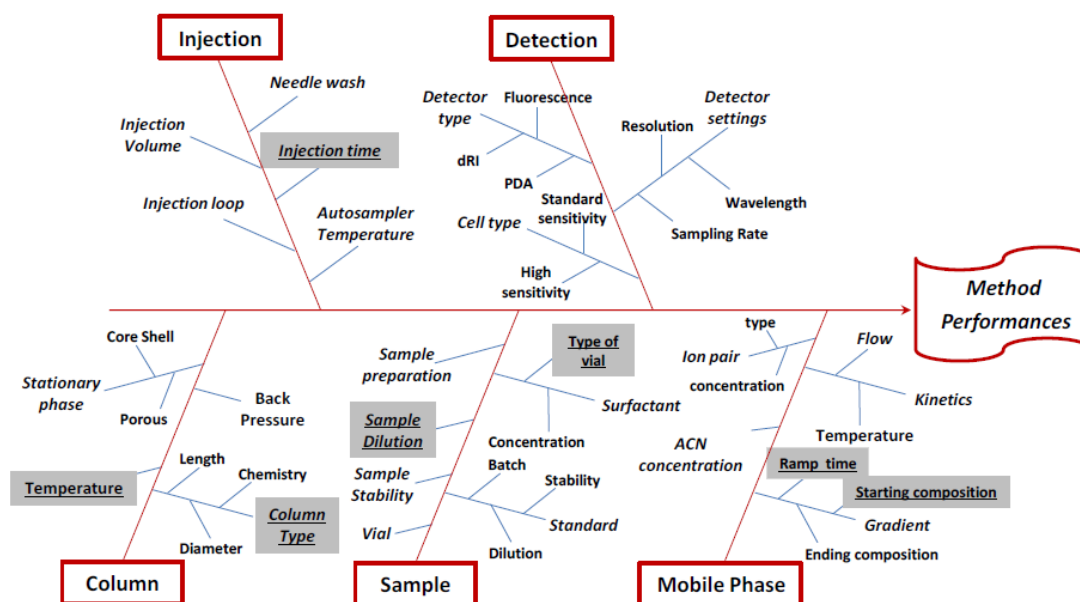 Injection
Detection
Needle wash
Injection
Volume
Injection time
Injection loop
Autosampler
Temperature
Detector
type
Fluorescence
dRI
PDA
Resolution
Detector
settings
Wavelength
Sampling Rate
Standard
sensitivity
Cell type
High
sensitivity
Method
Performances
Core Shell
Stationary
phase
Porous
Back
Pressure
Temperature
Length
Chemistry
Column
Type
Diameter
Column
Sample
preparation
Type of
vial
Surfactant
Concentration
Sample
Dilution
Sample
Stability
Vial
Batch
Stability
Standard
Dilution
Sample
type
Ion pair
concentration
Flow
Kinetics
Temperature
ACN
concentration
Ramp time
Starting composition
Gradient
Ending composition
Mobile Phase